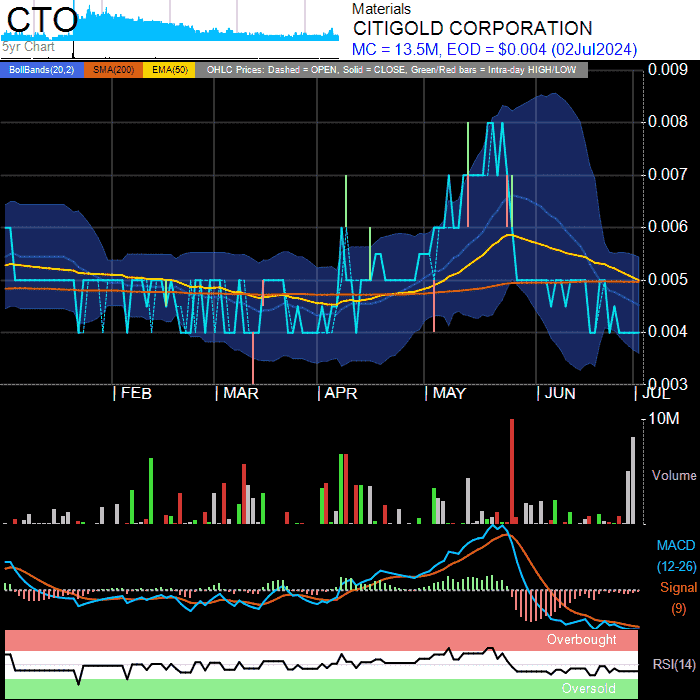 CTO
5yr Chart
Materials
CITIGOLD CORPORATION
MC = 13.5M, EOD = $0.004 (02Jul2024)
BollBands(20,2) SMA(200) EMA(50) OHLC Prices: Dashed = OPEN, Solid = CLOSE, Green/Red bars = Intra-day HIGH/LOW
0.009
0.008
0.007
0.006
0.005
0.004
0.003
FEB MAR APR MAY JUN JUL
10M
Volume
MACD
(12-26)
Signal
(9)
Overbought
RSI(14)
Oversold